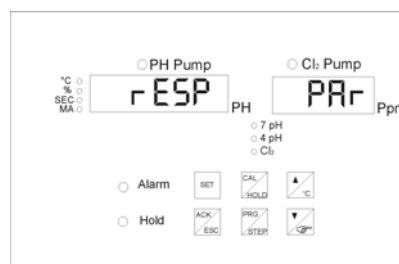 PH Pump
Cl₂ Pump
°C
%
SEC
MA
rESP
PH
PAr
Ppm
7 pH
4 pH
Cl₂
Alarm
SET
CAL
HOLD
°C
Hold
ACK
ESC
PRG
STEP